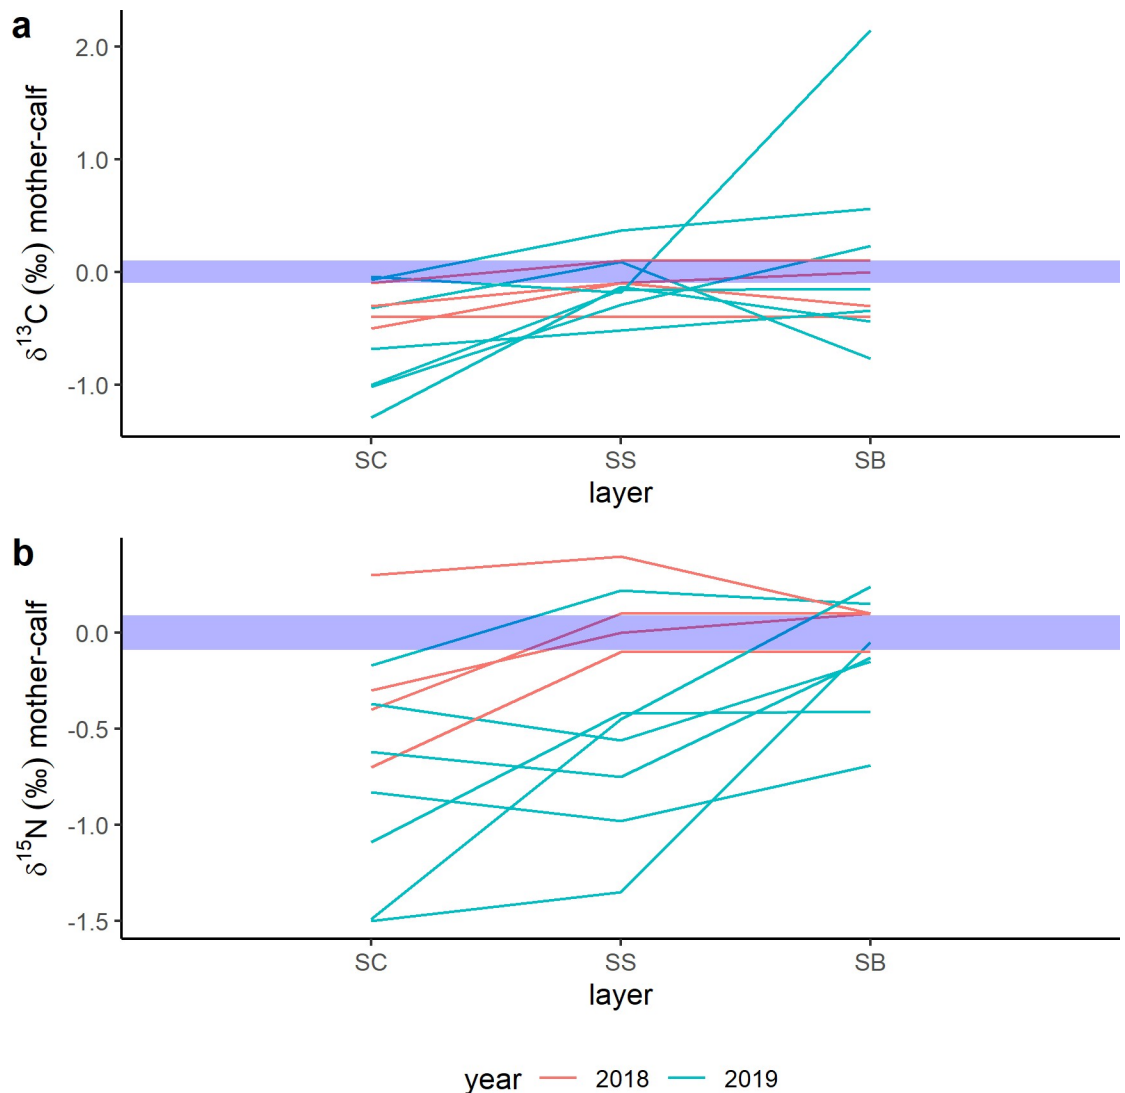 a
δ13C (‰) mother-calf
2.0
1.0
0.0
-1.0
SC SS SB
layer
b
δ15N (‰) mother-calf
0.0
-0.5
-1.0
-1.5
SC SS SB
layer
year 2018 2019